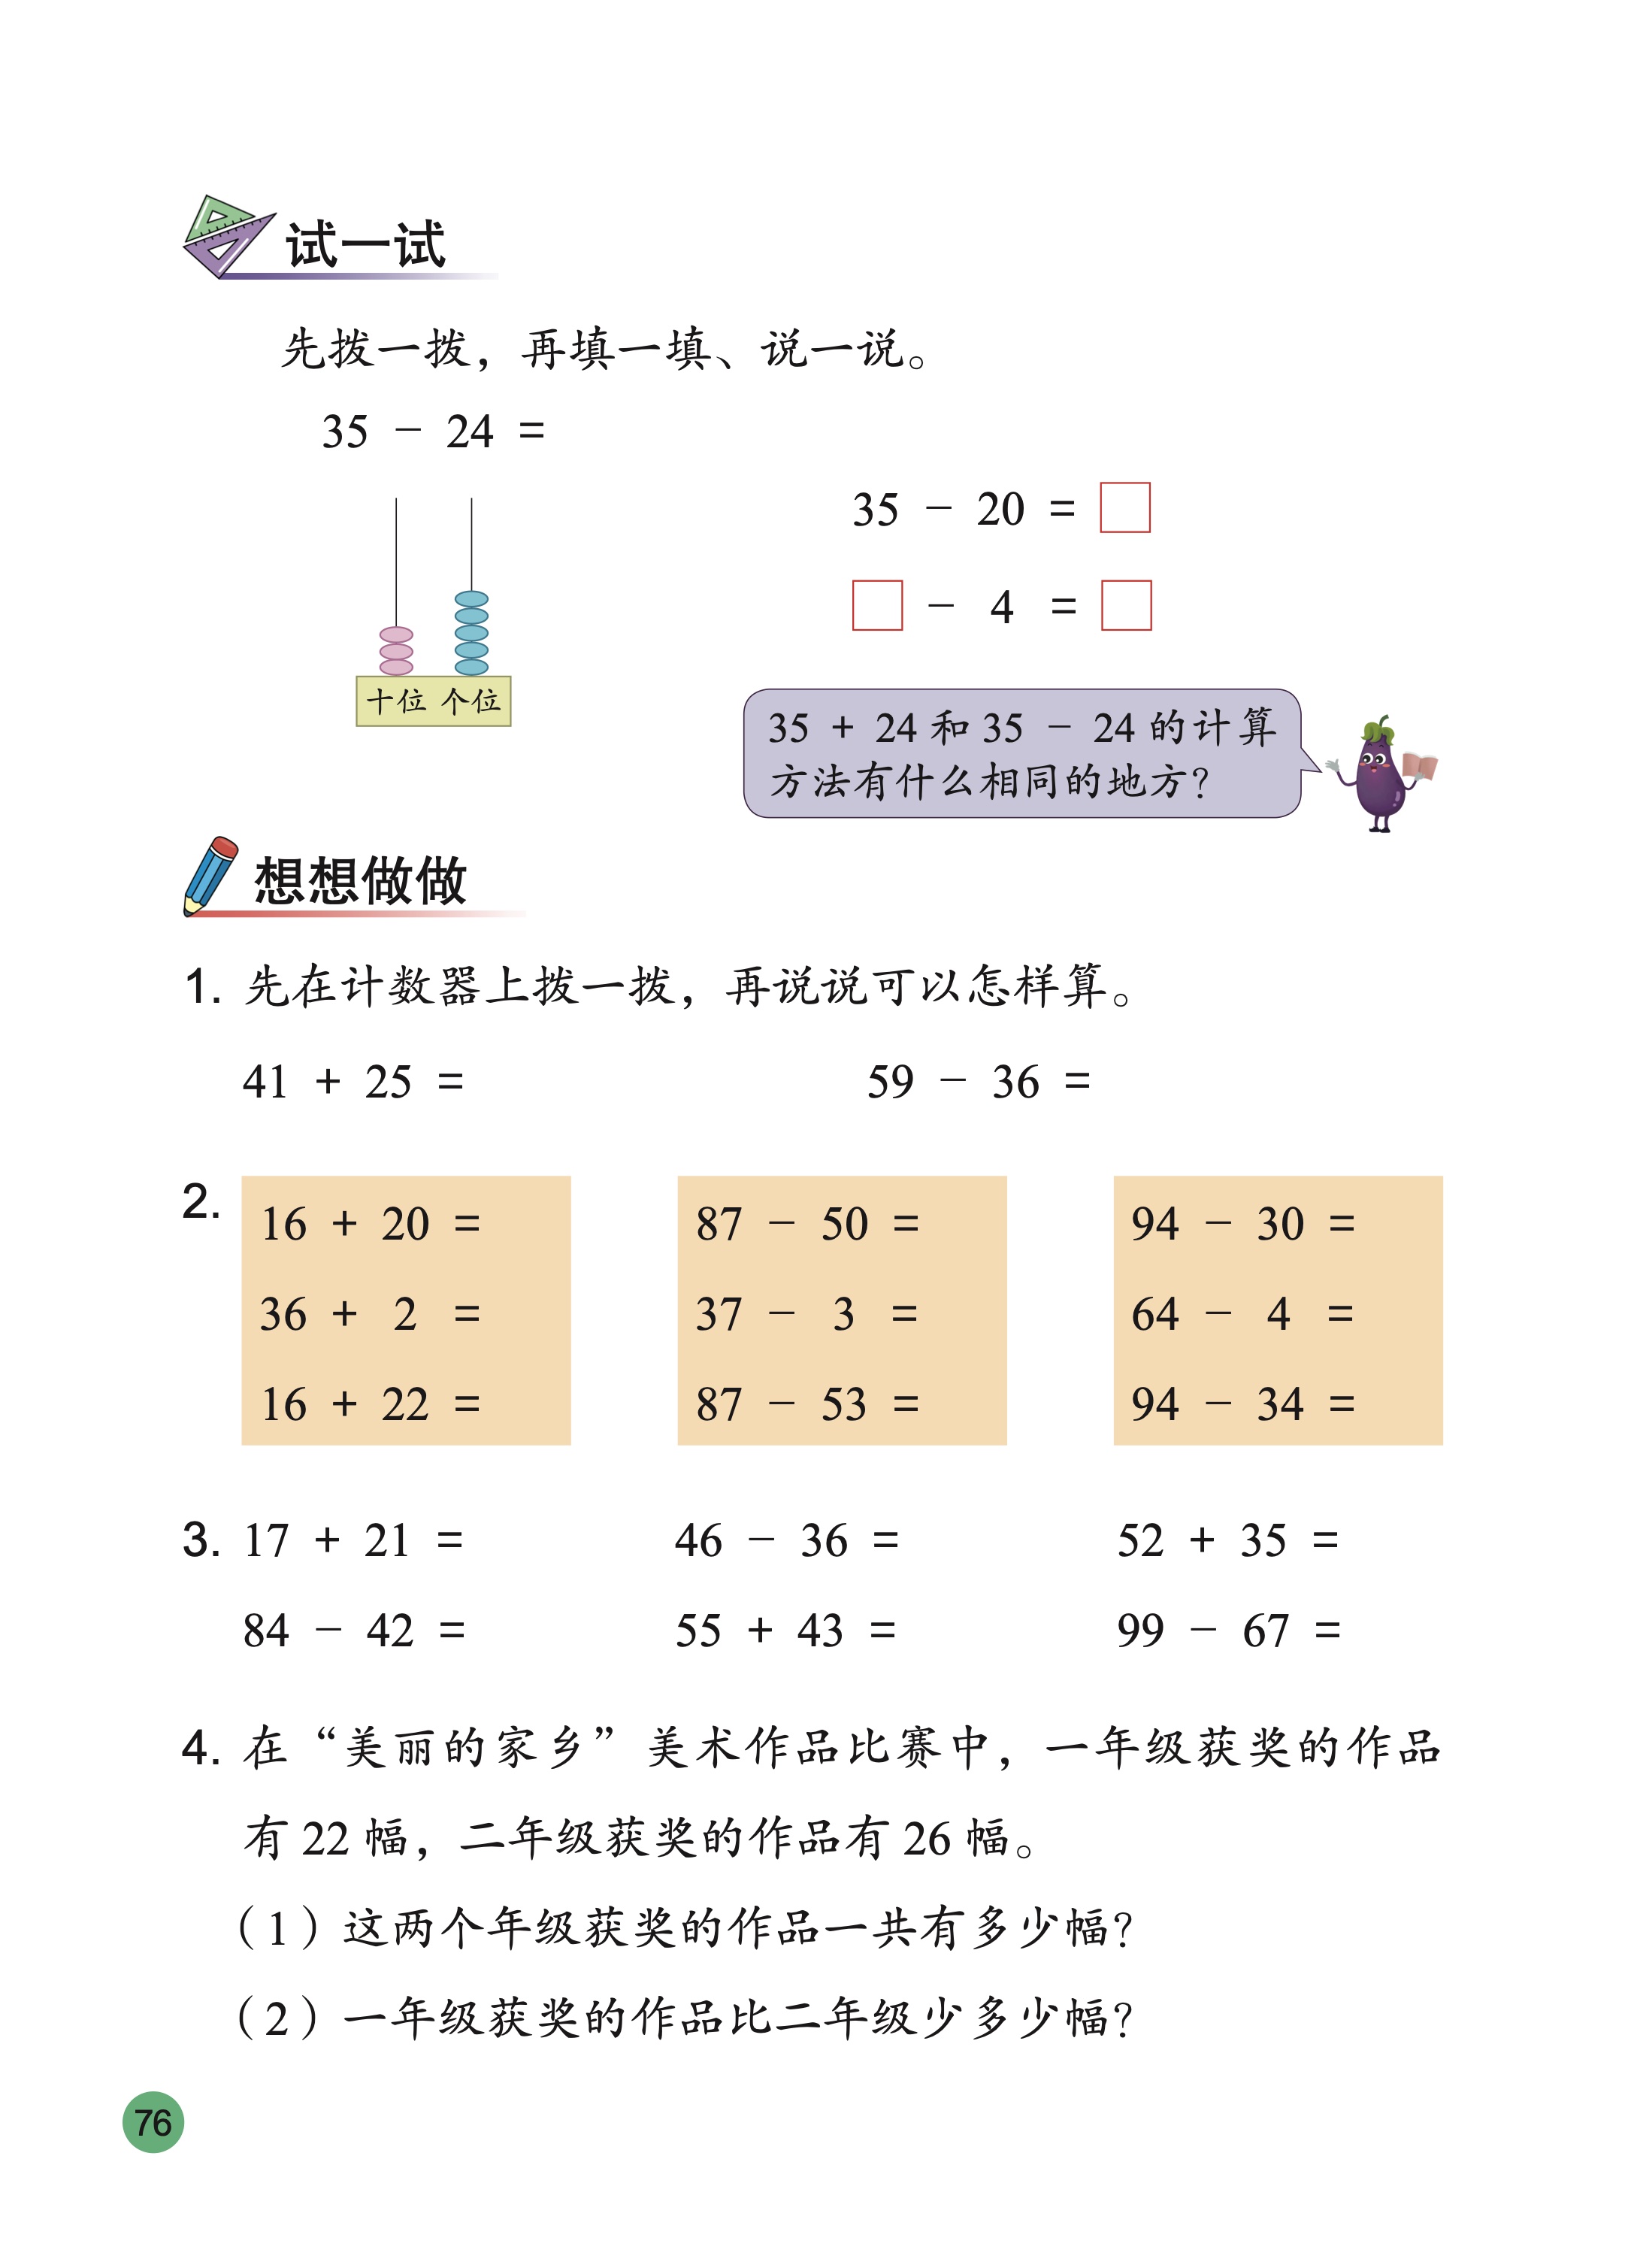 试一试
先拨一拨，再填一填、说一说。
35 － 24 ＝
35 － 20 ＝ □
□ － 4 ＝ □
十位 个位
35 ＋ 24 和 35 － 24 的计算
方法有什么相同的地方？
想想做做
1. 先在计数器上拨一拨，再说说可以怎样算。
41 ＋ 25 ＝ 59 － 36 ＝
2. 16 ＋ 20 ＝ 87 － 50 ＝ 94 － 30 ＝
36 ＋ 2 ＝ 37 － 3 ＝ 64 － 4 ＝
16 ＋ 22 ＝ 87 － 53 ＝ 94 － 34 ＝
3. 17 ＋ 21 ＝ 46 － 36 ＝ 52 ＋ 35 ＝
84 － 42 ＝ 55 ＋ 43 ＝ 99 － 67 ＝
4. 在“美丽的家乡”美术作品比赛中，一年级获奖的作品
有 22 幅，二年级获奖的作品有 26 幅。
（1）这两个年级获奖的作品一共有多少幅？
（2）一年级获奖的作品比二年级少多少幅？
76